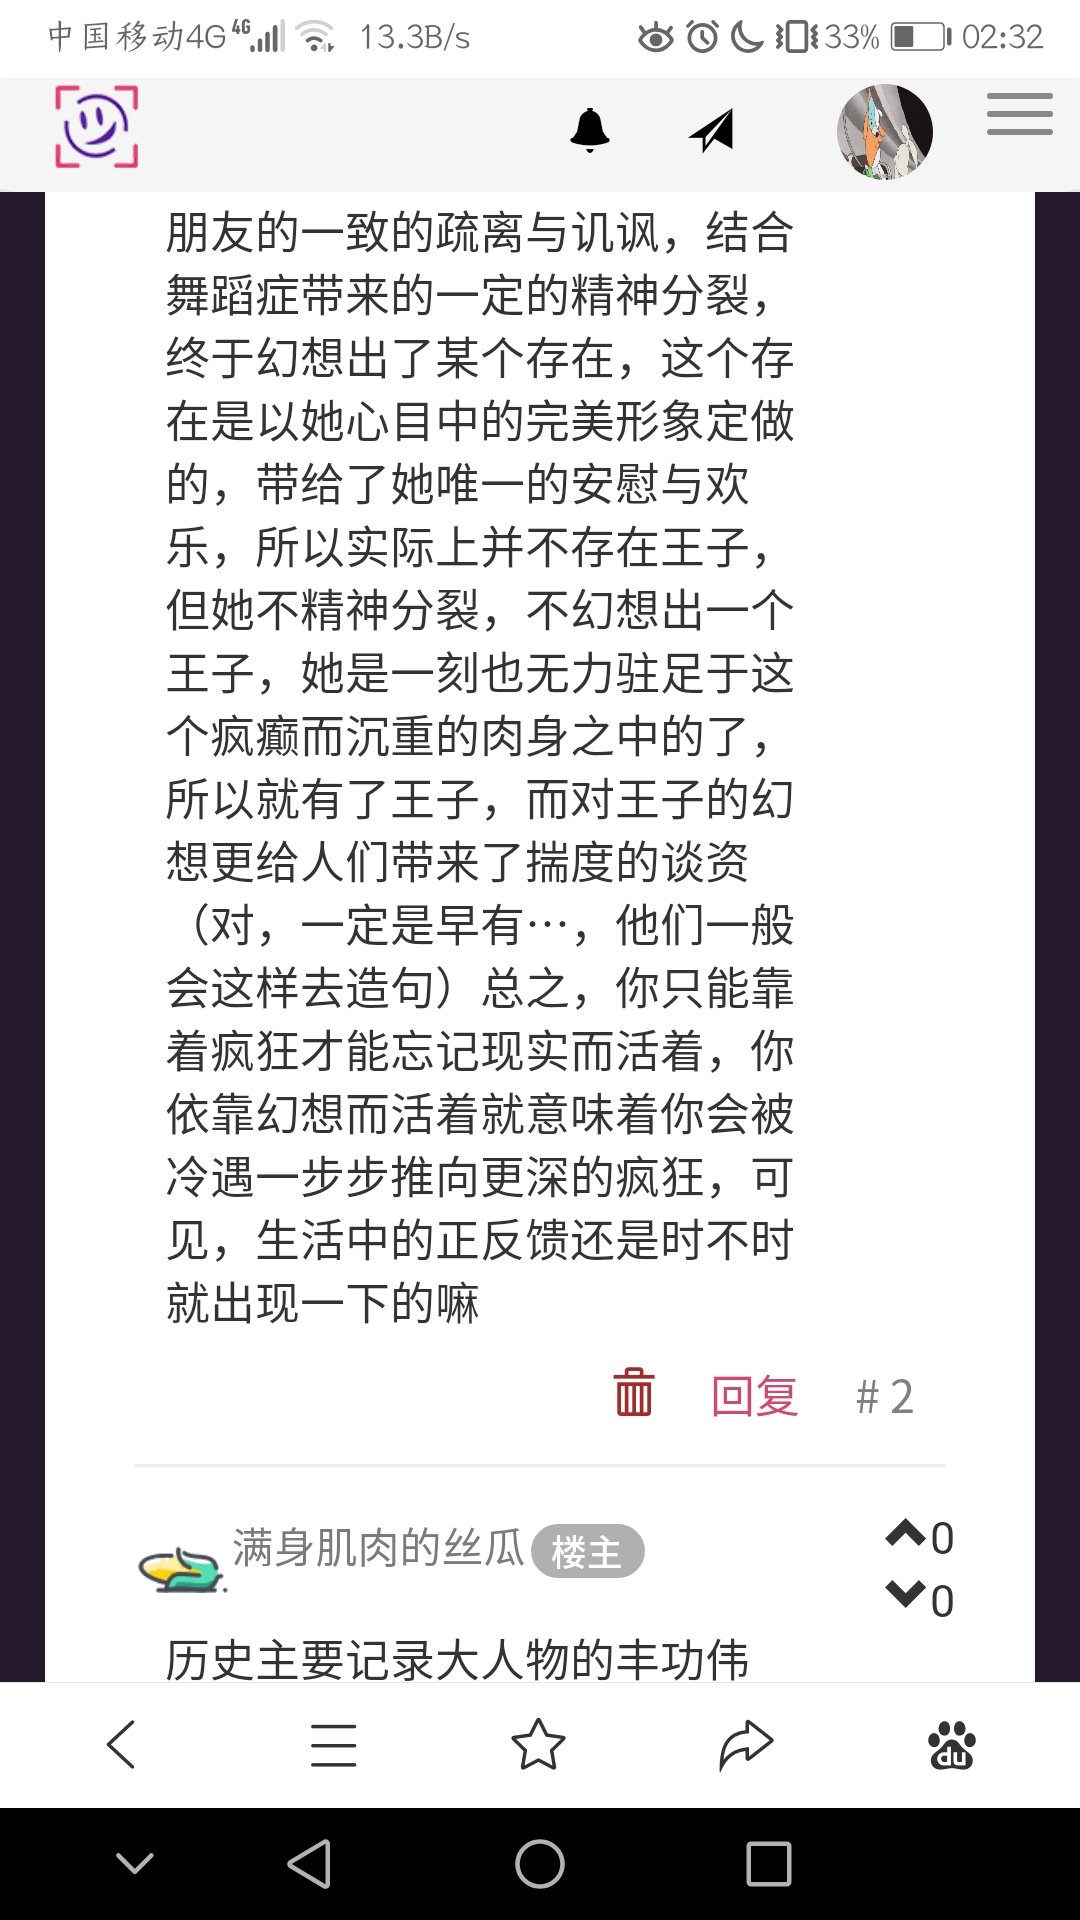 中国移动4G 4G 13.3B/s 33% 02:32
朋友的一致的疏离与讥讽，结合
舞蹈症带来的一定的精神分裂，
终于幻想出了某个存在，这个存
在是以她心目中的完美形象定做
的，带给了她唯一的安慰与欢
乐，所以实际上并不存在王子，
但她不精神分裂，不幻想出一个
王子，她是一刻也无力驻足于这
个疯癫而沉重的肉身之中的了，
所以就有了王子，而对王子的幻
想更给人们带来了揣度的谈资
（对，一定是早有…，他们一般
会这样去造句）总之，你只能靠
着疯狂才能忘记现实而活着，你
依靠幻想而活着就意味着你会被
冷遇一步步推向更深的疯狂，可
见，生活中的正反馈还是时不时
就出现一下的嘛
回复 # 2
满身肌肉的丝瓜 楼主
0
0
历史主要记录大人物的丰功伟
du